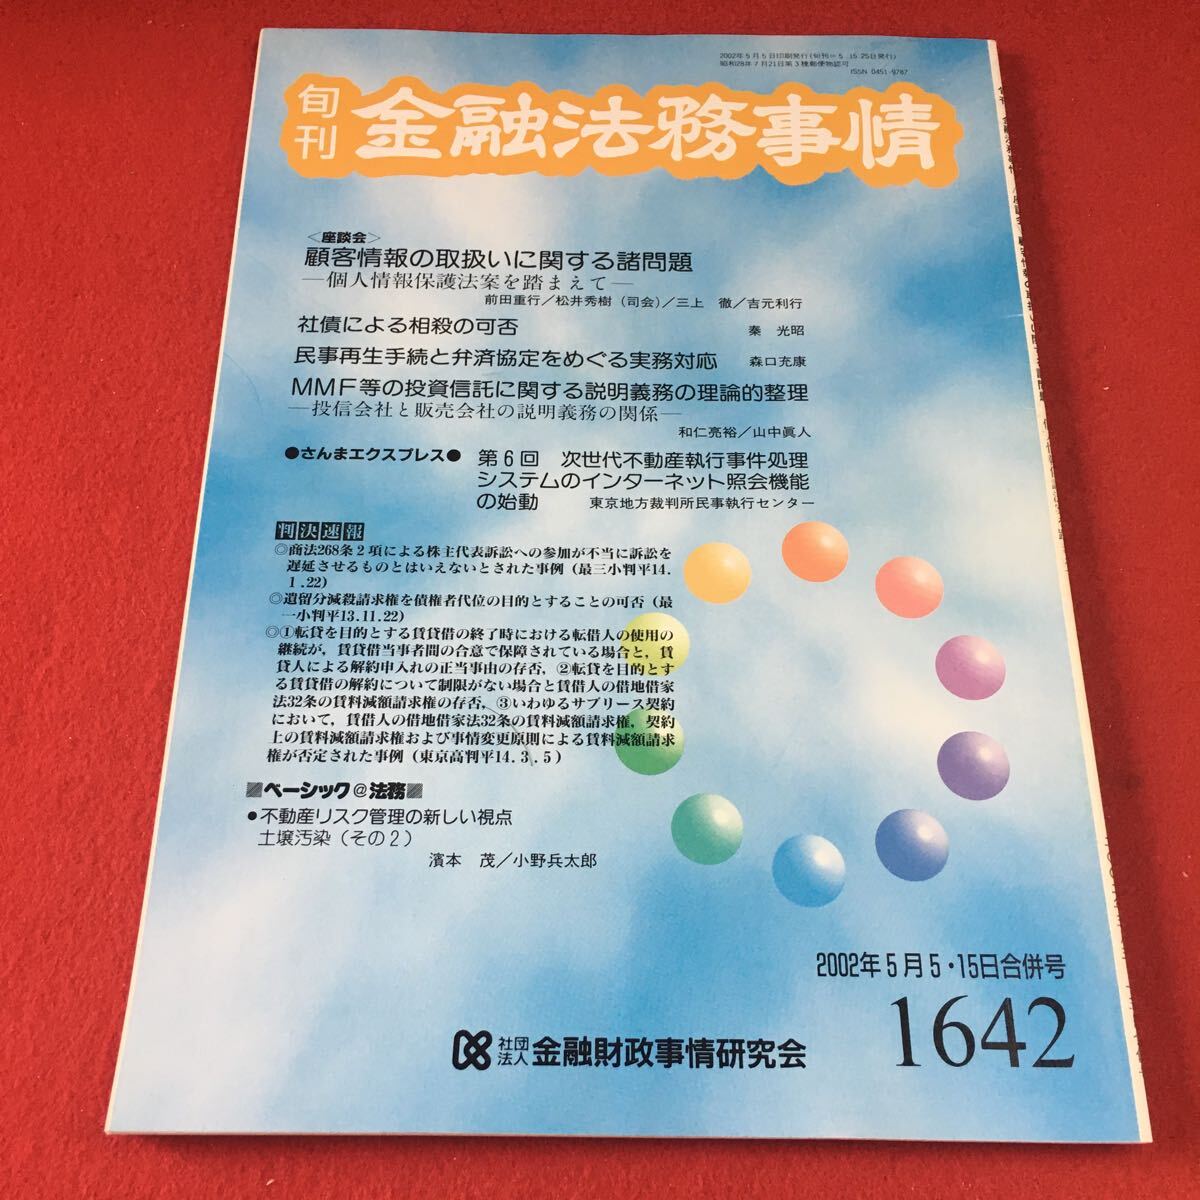 2002年5月5日印刷発行(旬刊=5 15.25日発行)
昭和28年7月21日第3種郵便物認可
ISSN 0451-9787
旬刊 金融法務事情
<座談会>
顧客情報の取扱いに関する諸問題
―個人情報保護法案を踏まえて―
前田重行/松井秀樹(司会)/三上 徹/吉元利行
社債による相殺の可否 秦 光昭
民事再生手続と弁済協定をめぐる実務対応 森口充康
MMF等の投資信託に関する説明義務の理論的整理
―投信会社と販売会社の説明義務の関係―
和仁亮裕/山中眞人
●さんまエクスプレス● 第6回 次世代不動産執行事件処理
システムのインターネット照会機能
の始動 東京地方裁判所民事執行センター
判決速報
◎商法268条2項による株主代表訴訟への参加が不当に訴訟を
遅延させるものとはいえないとされた事例(最三小判平14.
1.22)
◎遺留分減殺請求権を債権者代位の目的とすることの可否(最
一小判平13.11.22)
◎①転貸を目的とする賃貸借の終了時における転借人の使用の
継続が,賃貸借当事者間の合意で保障されている場合と,賃
貸人による解約申入れの正当事由の存否,②転貸を目的とす
る賃貸借の解約について制限がない場合と賃借人の借地借家
法32条の賃料減額請求権の存否,③いわゆるサブリース契約
において,賃借人の借地借家法32条の賃料減額請求権,契約
上の賃料減額請求権および事情変更原則による賃料減額請求
権が否定された事例(東京高判平14.3.5)
ベーシック@法務
●不動産リスク管理の新しい視点
土壌汚染(その2)
濱本 茂/小野兵太郎
2002年5月5・15日合併号
1642
社団法人 金融財政事情研究会